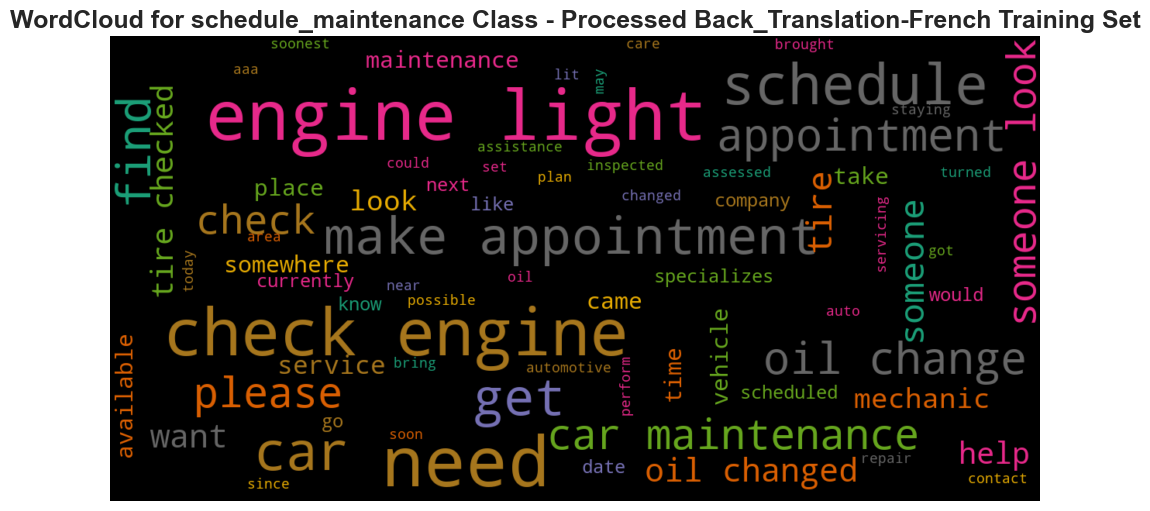 WordCloud for schedule_maintenance Class - Processed Back_Translation-French Training Set
soonest
care
brought
maintenance
aaa
lit
may
engine light
schedule
staying
appointment
someone look
find
tire checked
assistance
could
set
plan
inspected
assessed
turned
place
look
next
like
changed
company
take
tire
check
area
make appointment
servicing
someone
got
today
somewhere
currently
near
oil
specializes
know
possible
came
would
auto
check engine
service
bring
automotive
perform
time
vehicle
oil change
available
please
get
scheduled
mechanic
want
go
car
soon
need
car maintenance
date
oil changed
repair
help
since
contact